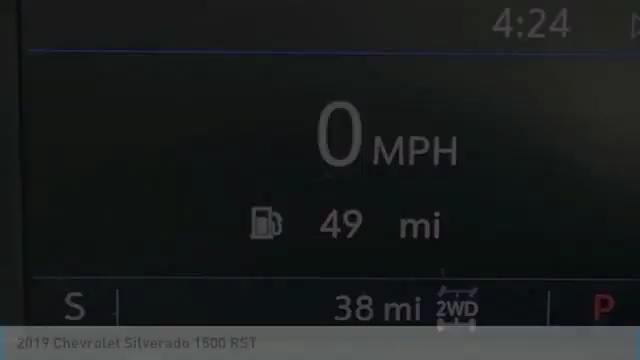 4:24
0 MPH
49 mi
S 38 mi 2WD P
2019 Chevrolet Silverado 1500 RST